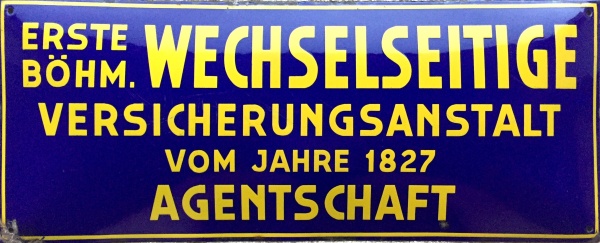 ERSTE BÖHM. WECHSELSEITIGE
VERSICHERUNGSANSTALT
VOM JAHRE 1827
AGENTSCHAFT